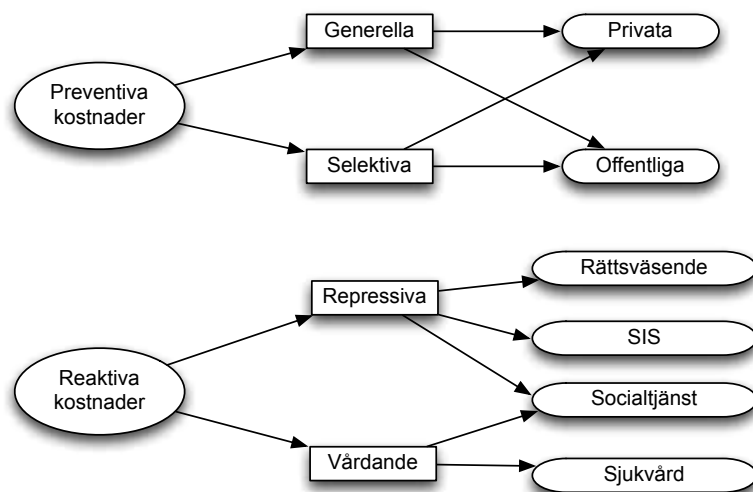 Generella
Privata
Preventiva
kostnader
Selektiva
Offentliga
Rättsväsende
Repressiva
SIS
Reaktiva
kostnader
Socialtjänst
Vårdande
Sjukvård